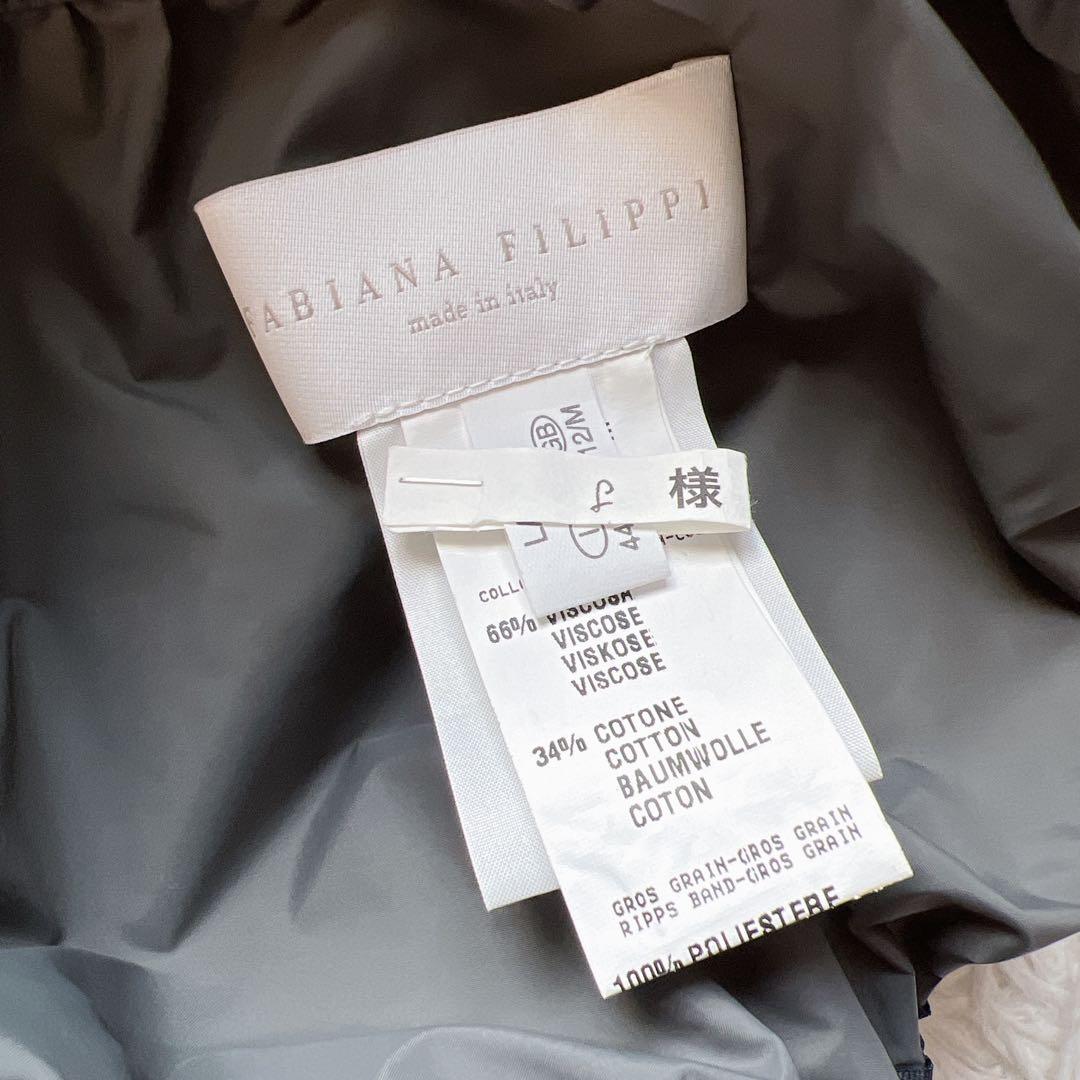 FABIANA FILIPPI
made in italy
GB
12/M
様
44
COLL
66% VISCOSA
VISCOSE
VISKOSE
VISCOSE
34% COTONE
COTTON
BAUMWOLLE
COTON
GROS GRAIN-GROS GRAIN
RIPPS BAND-GROS GRAIN
100% POLIESTERE